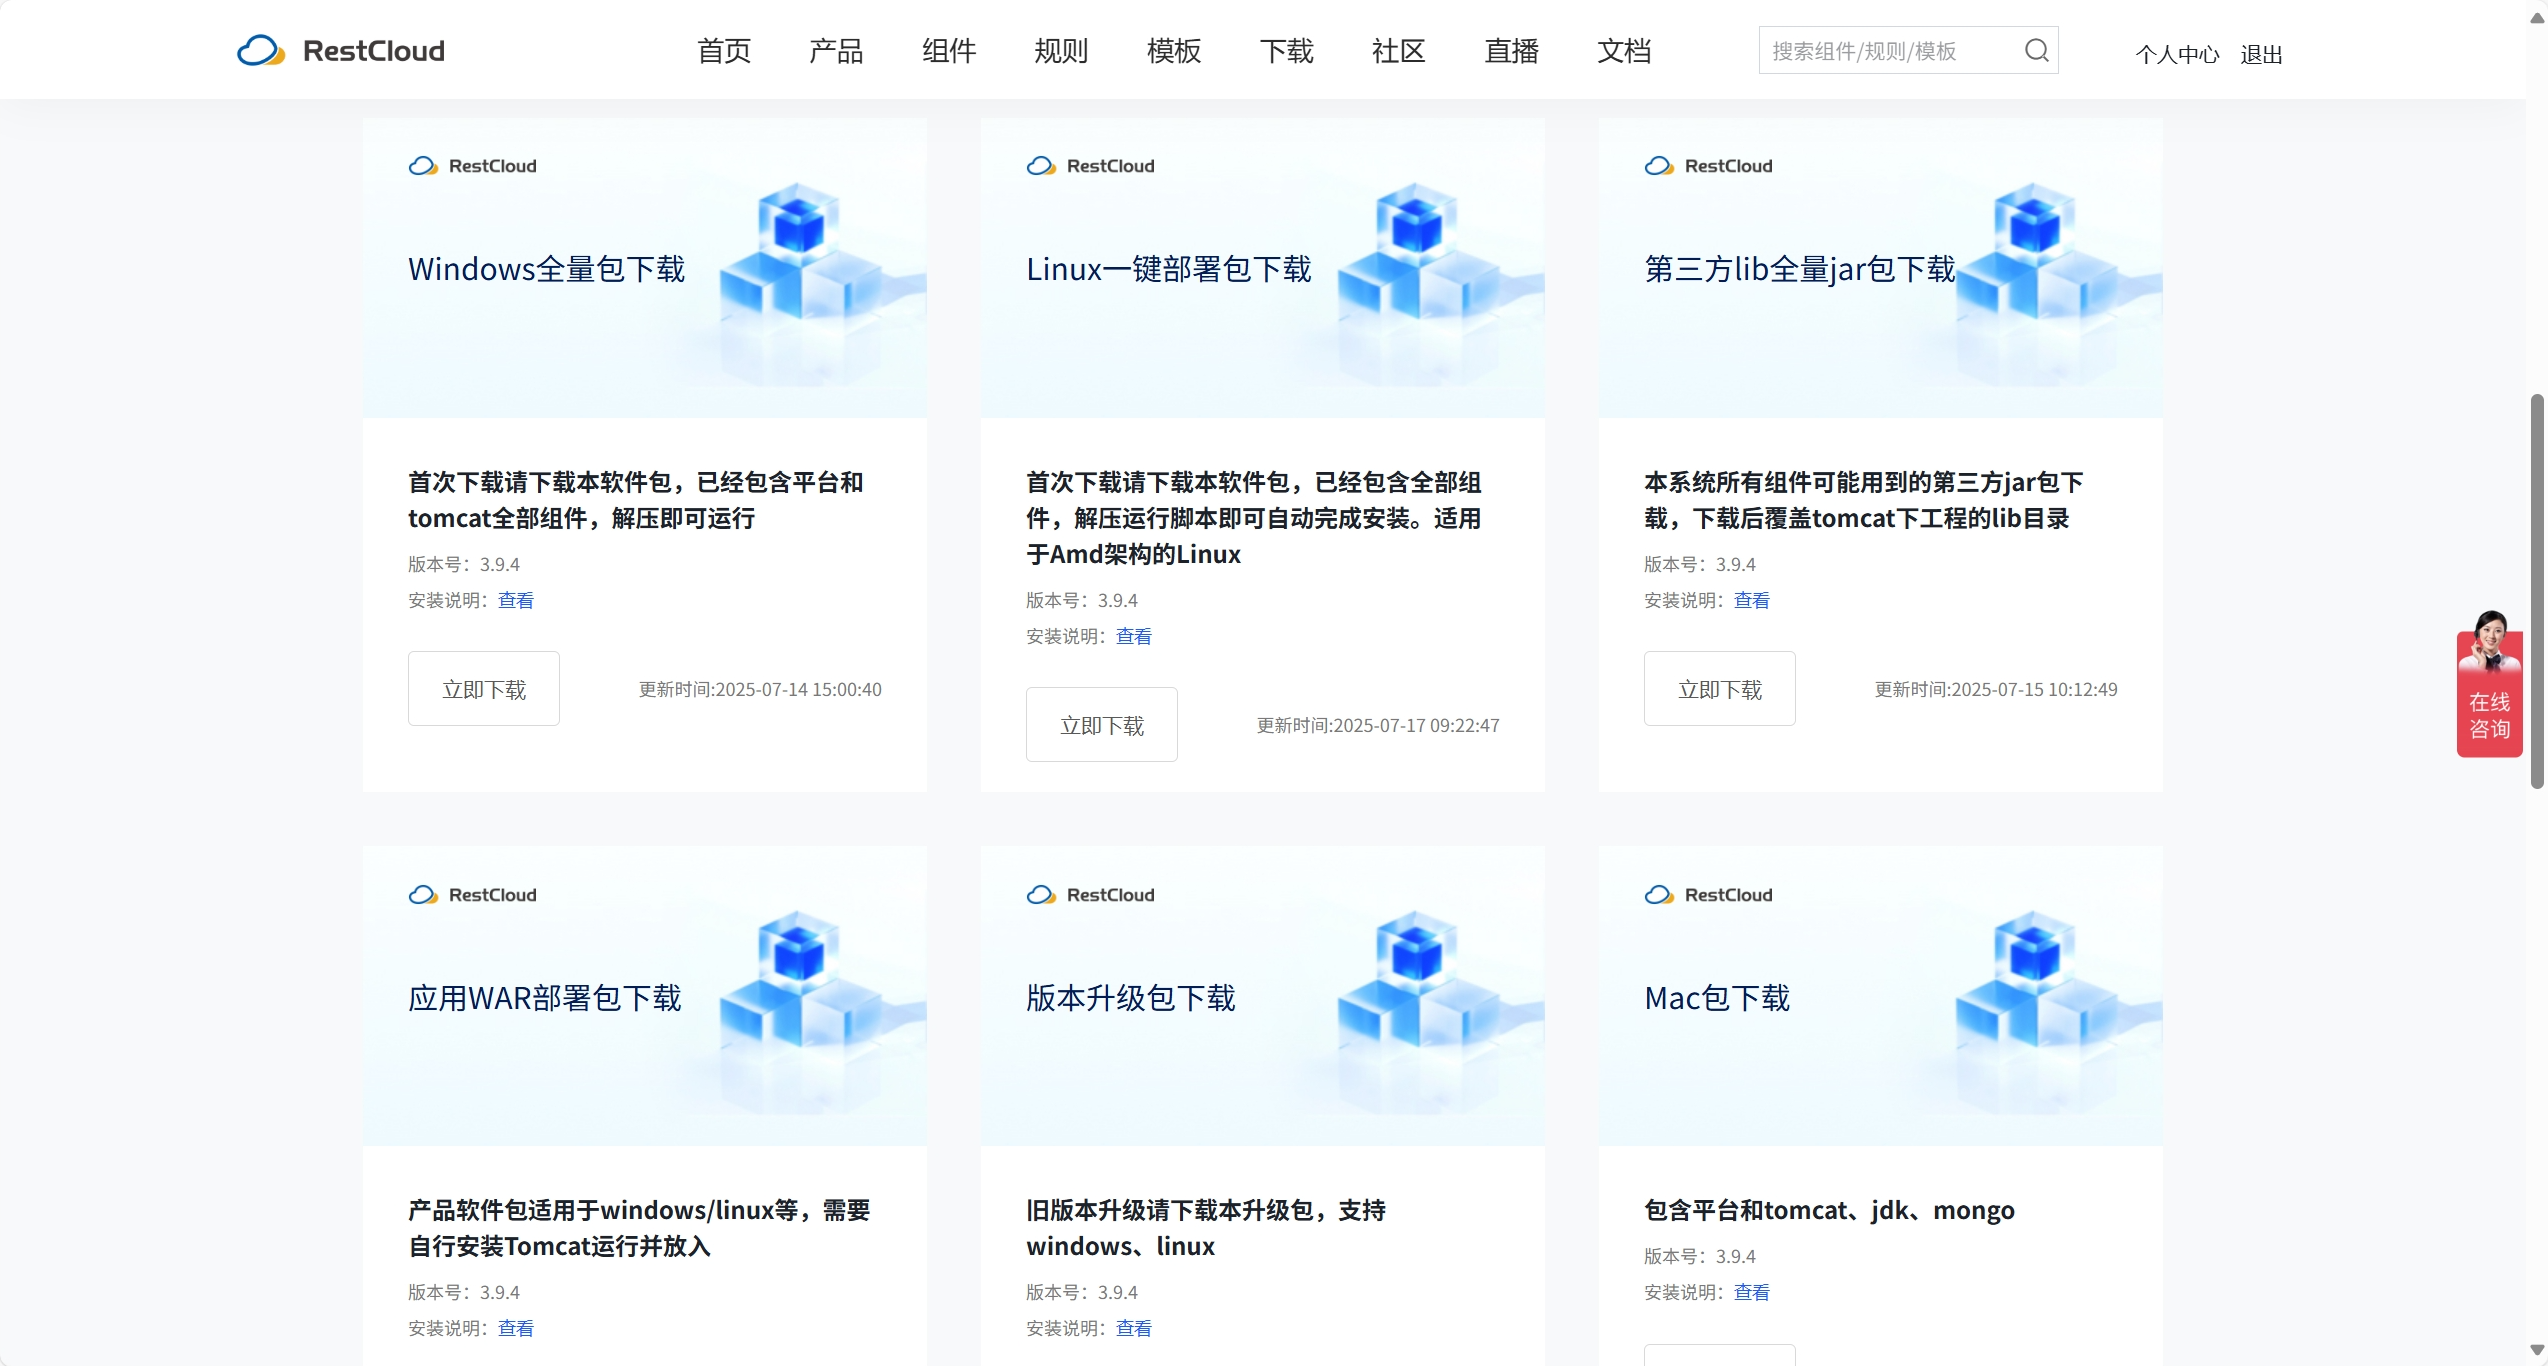 RestCloud
首页 产品 组件 规则 模板 下载 社区 直播 文档
搜索组件/规则/模板
个人中心 退出
RestCloud
Windows全量包下载
首次下载请下载本软件包，已经包含平台和
tomcat全部组件，解压即可运行
版本号：3.9.4
安装说明：查看
立即下载
更新时间:2025-07-14 15:00:40
RestCloud
Linux一键部署包下载
首次下载请下载本软件包，已经包含全部组
件，解压运行脚本即可自动完成安装。适用
于Amd架构的Linux
版本号：3.9.4
安装说明：查看
立即下载
更新时间:2025-07-17 09:22:47
RestCloud
第三方lib全量jar包下载
本系统所有组件可能用到的第三方jar包下
载，下载后覆盖tomcat下工程的lib目录
版本号：3.9.4
安装说明：查看
立即下载
更新时间:2025-07-15 10:12:49
在线
咨询
RestCloud
应用WAR部署包下载
产品软件包适用于windows/linux等，需要
自行安装Tomcat运行并放入
版本号：3.9.4
安装说明：查看
RestCloud
版本升级包下载
旧版本升级请下载本升级包，支持
windows、linux
版本号：3.9.4
安装说明：查看
RestCloud
Mac包下载
包含平台和tomcat、jdk、mongo
版本号：3.9.4
安装说明：查看